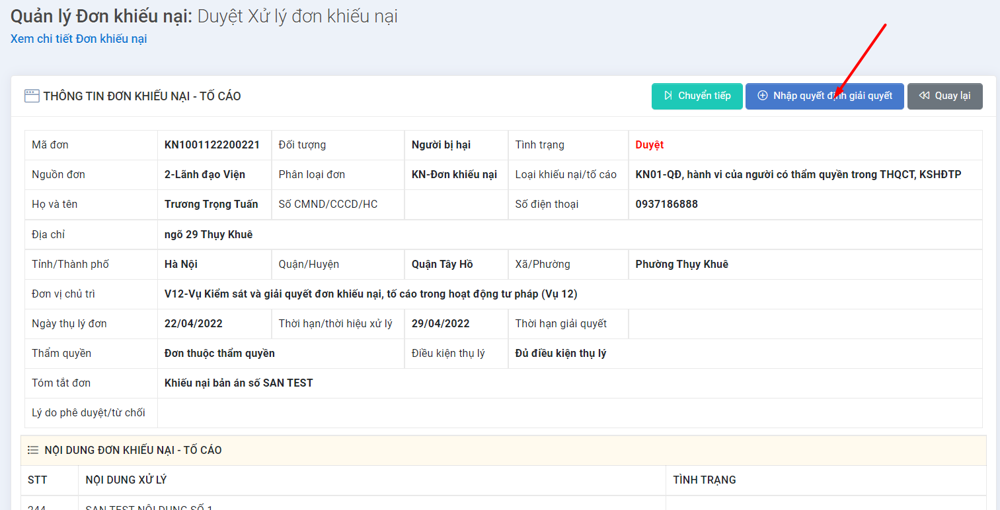 Quản lý Đơn khiếu nại: Duyệt Xử lý đơn khiếu nại
Xem chi tiết Đơn khiếu nại
THÔNG TIN ĐƠN KHIẾU NẠI - TỐ CÁO Chuyển tiếp Nhập quyết định giải quyết Quay lại
Mã đơn KN1001122200221 Đối tượng Người bị hại Tình trạng Duyệt
Nguồn đơn 2-Lãnh đạo Viện Phân loại đơn KN-Đơn khiếu nại Loại khiếu nại/tố cáo KN01-QĐ, hành vi của người có thẩm quyền trong THQCT, KSHĐTP
Họ và tên Trương Trọng Tuấn Số CMND/CCCD/HC Số điện thoại 0937186888
Địa chỉ ngõ 29 Thụy Khuê
Tỉnh/Thành phố Hà Nội Quận/Huyện Quận Tây Hồ Xã/Phường Phường Thụy Khuê
Đơn vị chủ trì V12-Vụ Kiểm sát và giải quyết đơn khiếu nại, tố cáo trong hoạt động tư pháp (Vụ 12)
Ngày thụ lý đơn 22/04/2022 Thời hạn/thời hiệu xử lý 29/04/2022 Thời hạn giải quyết
Thẩm quyền Đơn thuộc thẩm quyền Điều kiện thụ lý Đủ điều kiện thụ lý
Tóm tắt đơn Khiếu nại bản án số SAN TEST
Lý do phê duyệt/từ chối
NỘI DUNG ĐƠN KHIẾU NẠI - TỐ CÁO
STT NỘI DUNG XỬ LÝ TÌNH TRẠNG
244 SAN TEST NỘI DUNG SỐ 1